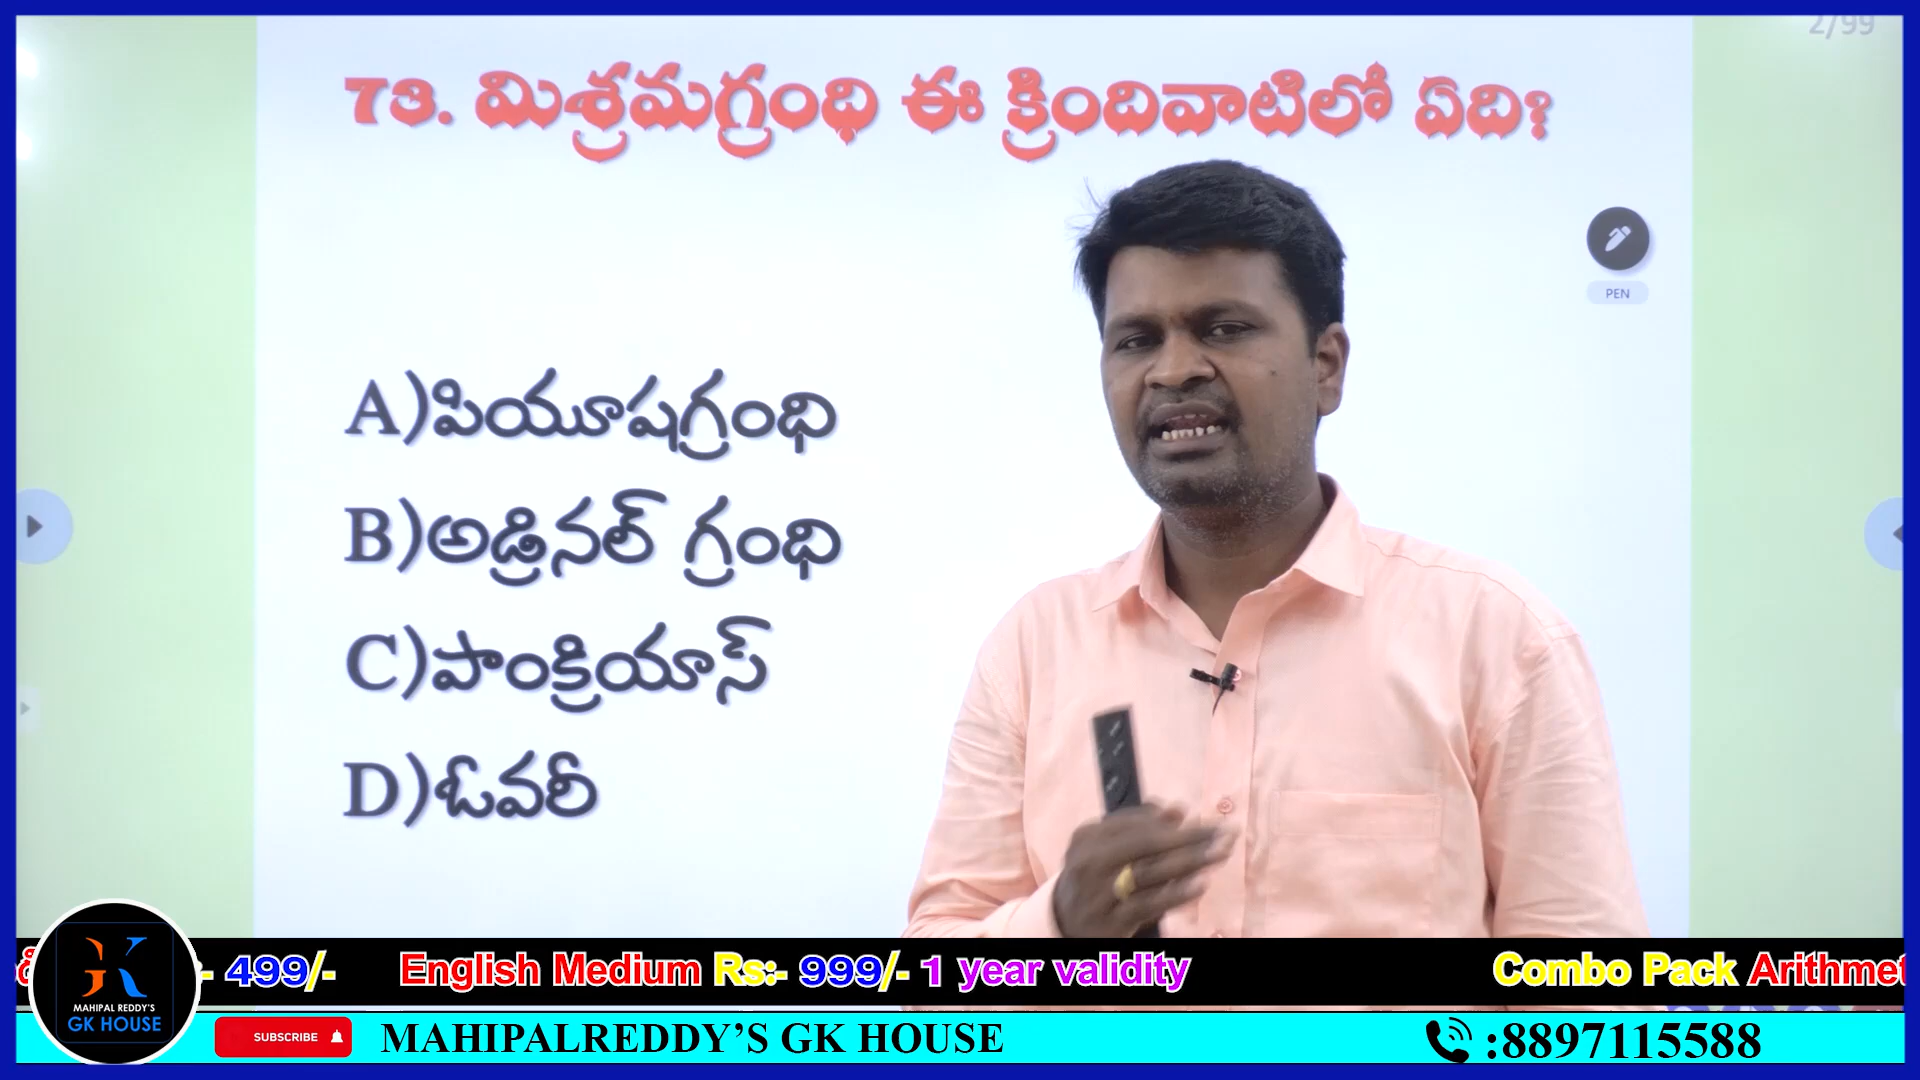 2/99
73. మిశ్రమగ్రంధి ఈ క్రిందివాటిలో ఏది?
PEN
A)పియూషగ్రంధి
B)అడ్రినల్ గ్రంధి
C)పాంక్రియాస్
D)ఓవరీ
:- 499/- English Medium Rs:- 999/- 1 year validity Combo Pack Arithmet
MAHIPAL REDDY'S
GK HOUSE
SUBSCRIBE
MAHIPALREDDY'S GK HOUSE
:8897115588